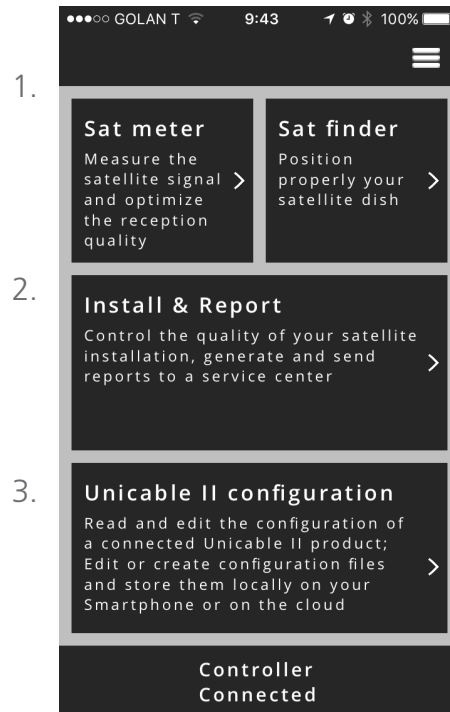 GOLAN T 9:43 100%
1.
Sat meter
Measure the
satellite signal
and optimize
the reception
quality
Sat finder
Position
properly your
satellite dish
2.
Install & Report
Control the quality of your satellite
installation, generate and send
reports to a service center
3.
Unicable II configuration
Read and edit the configuration of
a connected Unicable II product;
Edit or create configuration files
and store them locally on your
Smartphone or on the cloud
Controller
Connected